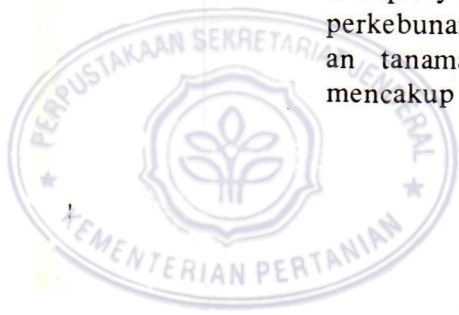 perkebunan
an tanama
mencakup
PERPUSTAKAAN SEKRETARIAT JENDERAL
KEMENTERIAN PERTANIAN